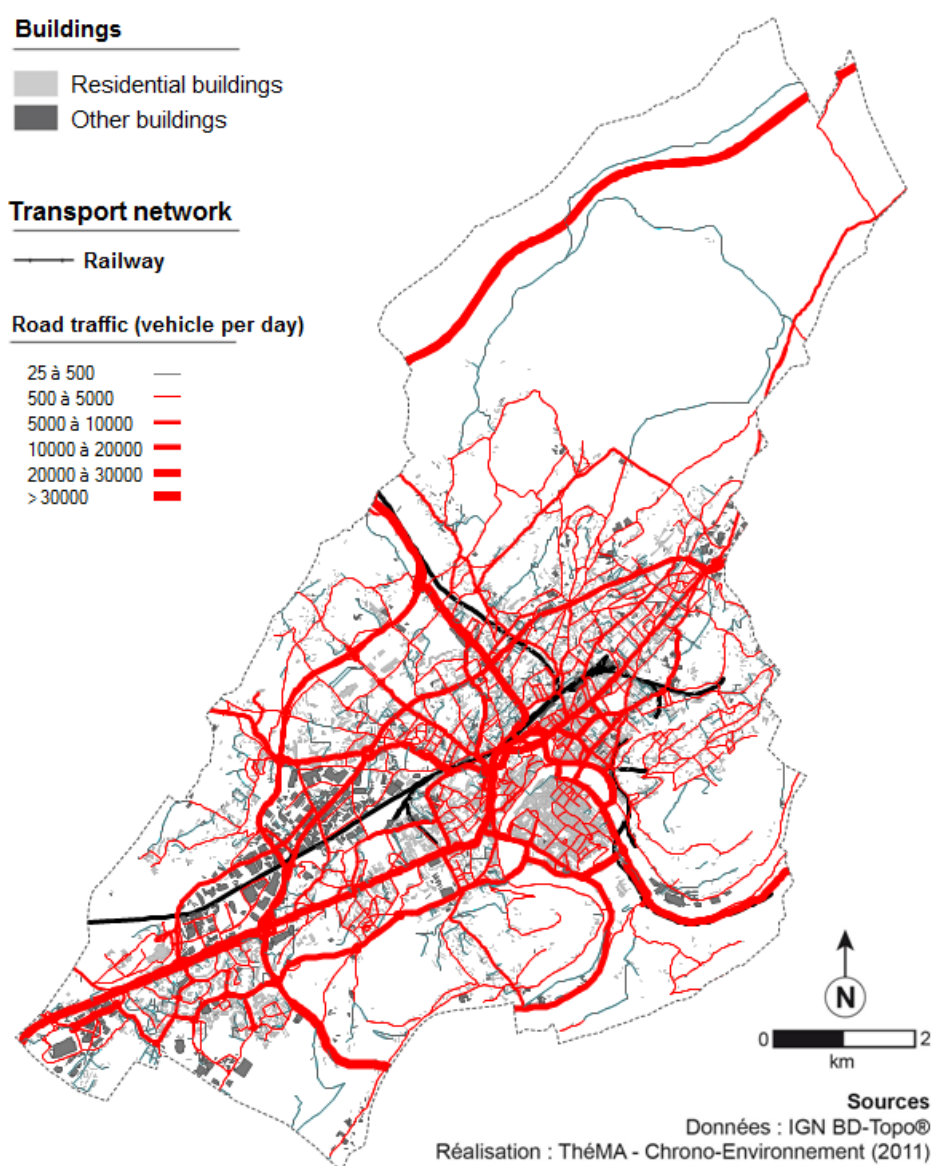 Buildings
Residential buildings
Other buildings
Transport network
Railway
Road traffic (vehicle per day)
25 à 500
500 à 5000
5000 à 10000
10000 à 20000
20000 à 30000
> 30000
N
0 2
km
Sources
Données : IGN BD-Topo®
Réalisation : ThéMA - Chrono-Environnement (2011)